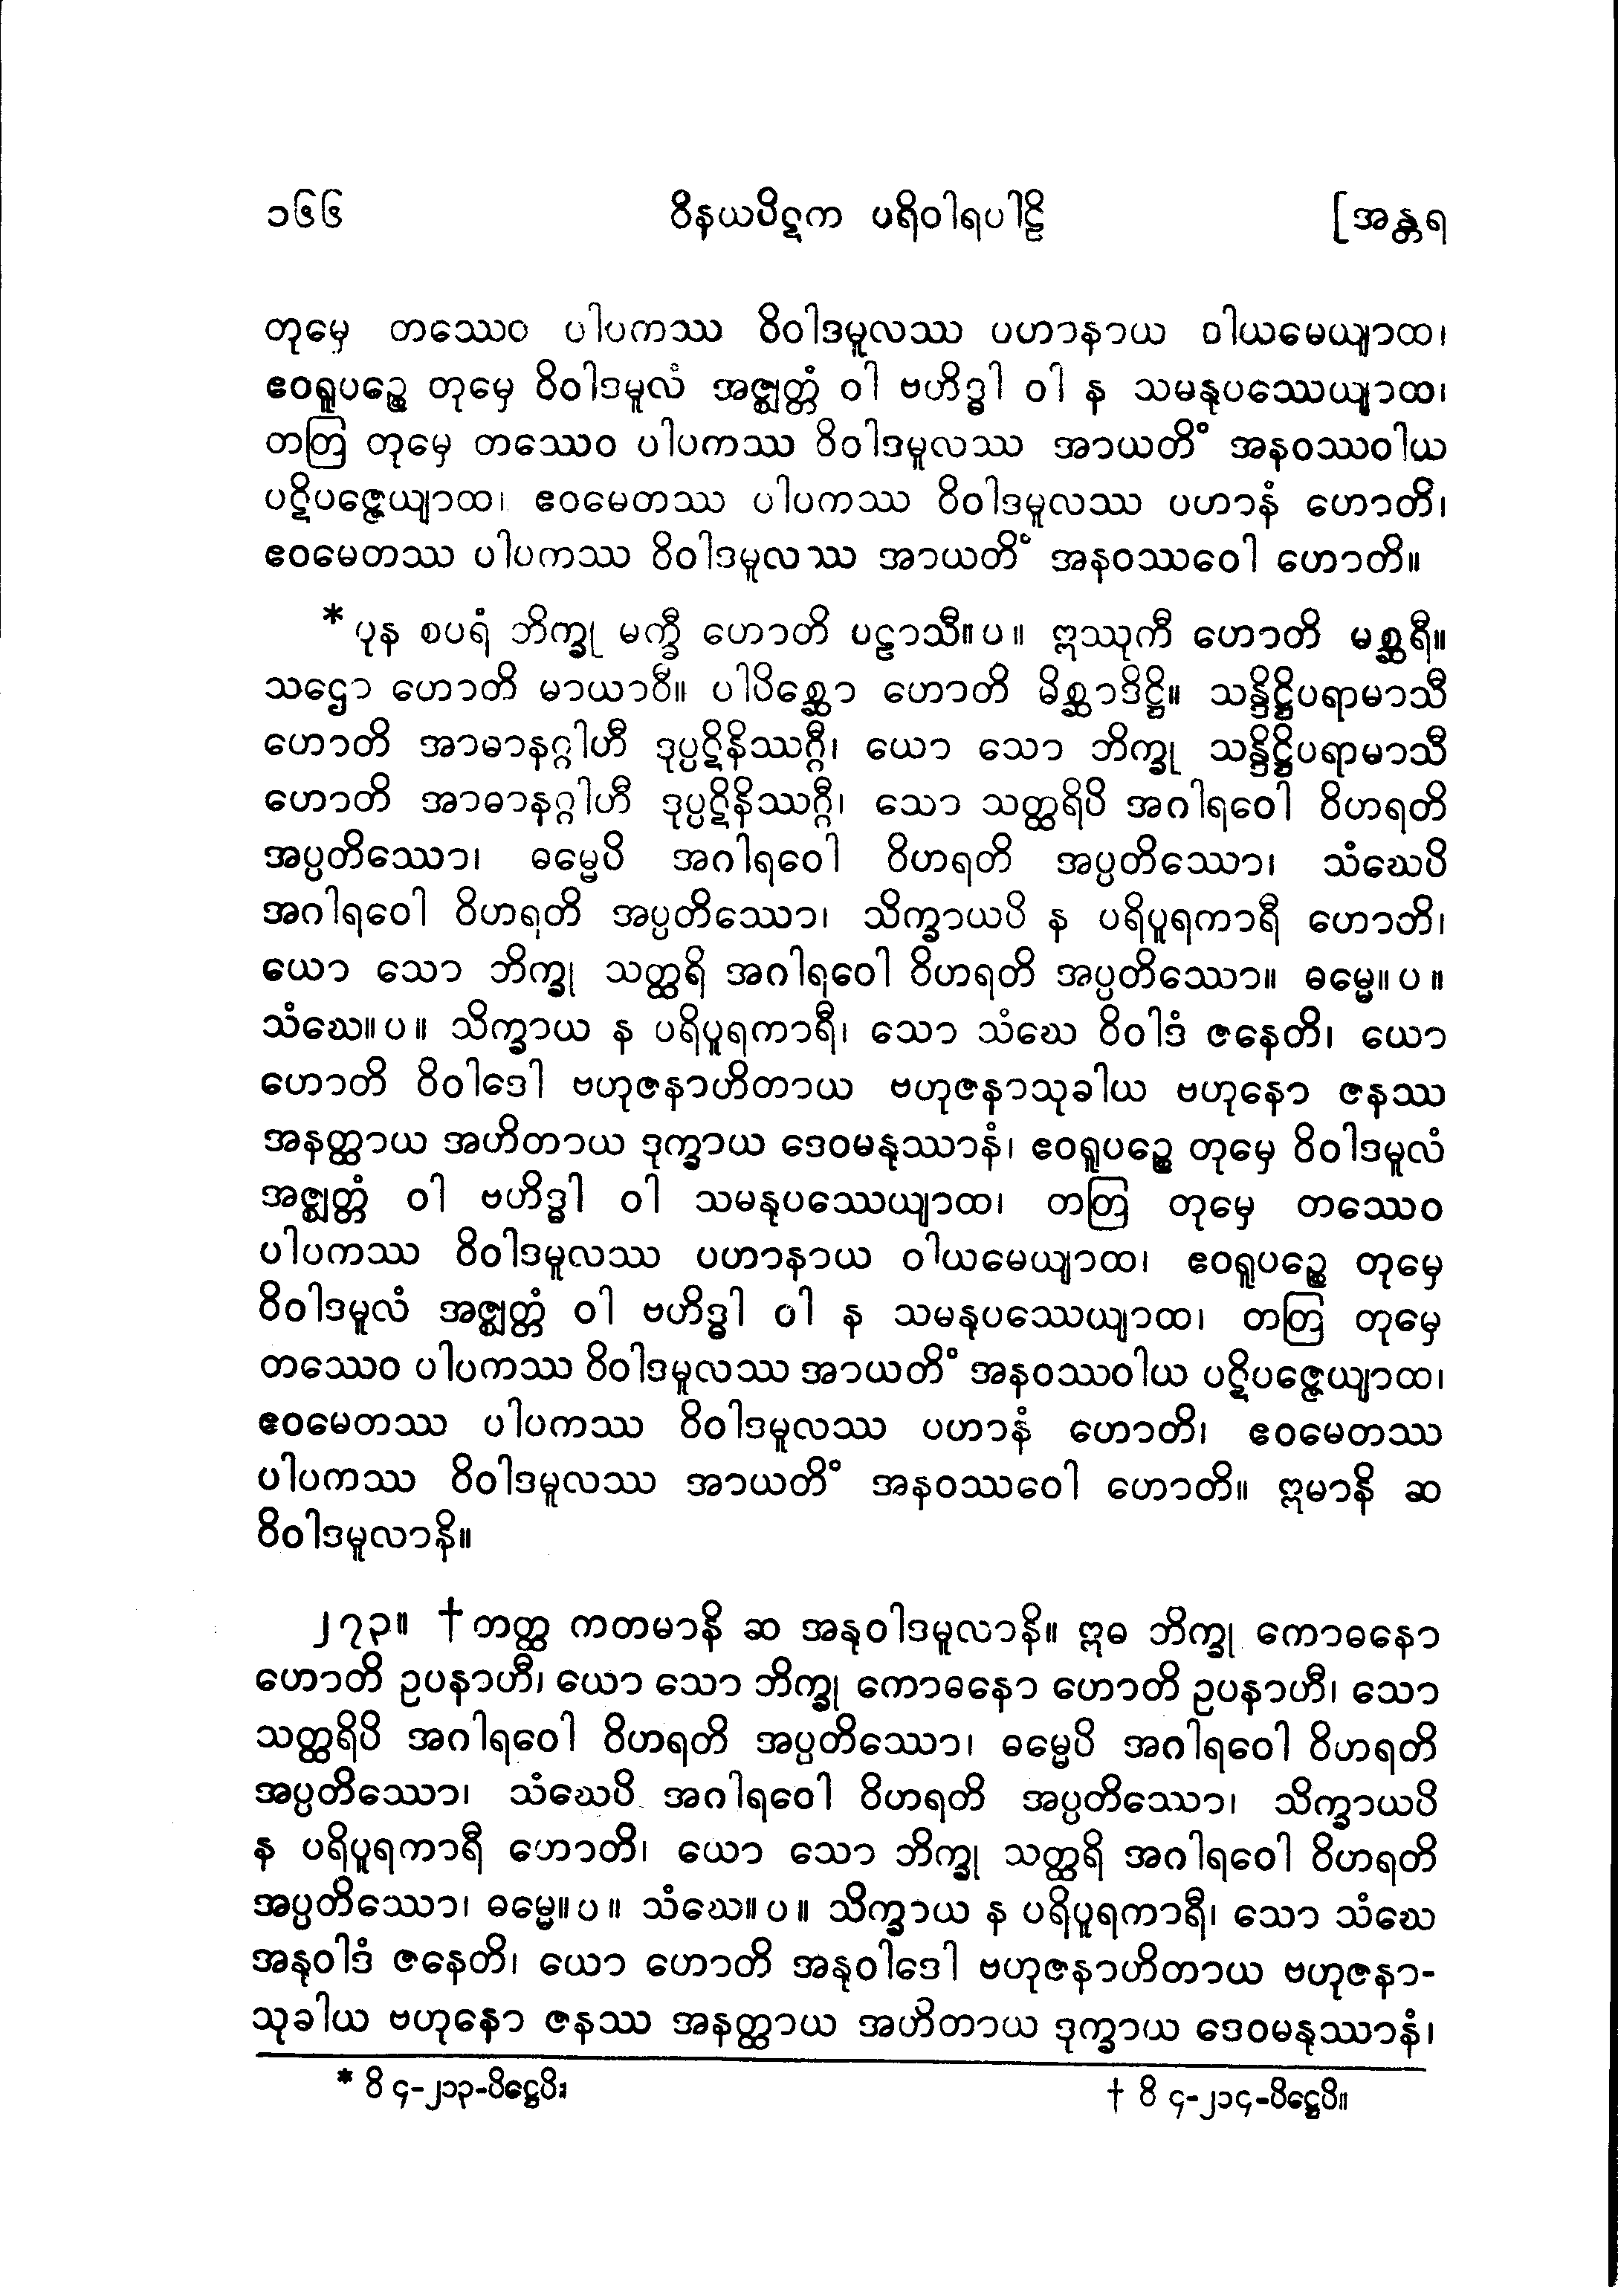 ၁၆၆ ဝိနယပိဋက ပရိဝါရပါဠိ [အန္တရ
တုမှေ တဿေဝ ပါပကဿ ဝိဝါဒမူလဿ ပဟာနာယ ဝါယမေယျာထ၊
ဧဝရူပဉ္စေ တုမှေ ဝိဝါဒမူလံ အဇ္ဈတ္တံ ဝါ ဗဟိဒ္ဓါ ဝါ န သမနုပဿေယျာထ၊
တတြ တုမှေ တဿေဝ ပါပကဿ ဝိဝါဒမူလဿ အာယတိံ အနဝဿဝါယ
ပဋိပဇ္ဇေယျာထ၊ ဧဝမေတဿ ပါပကဿ ဝိဝါဒမူလဿ ပဟာနံ ဟောတိ၊
ဧဝမေတဿ ပါပကဿ ဝိဝါဒမူလဿ အာယတိံ အနဝဿဝေါ ဟောတိ။
* ပုန စပရံ ဘိက္ခု မက္ခီ ဟောတိ ပဠာသီ။ပ။ ဣဿုကီ ဟောတိ မစ္ဆရီ။
သဌော ဟောတိ မာယာဝီ။ ပါပိစ္ဆော ဟောတိ မိစ္ဆာဒိဋ္ဌိ။ သန္ဒိဋ္ဌိပရာမာသီ
ဟောတိ အာဓာနဂ္ဂါဟီ ဒုပ္ပဋိနိဿဂ္ဂီ၊ ယော သော ဘိက္ခု သန္ဒိဋ္ဌိပရာမာသီ
ဟောတိ အာဓာနဂ္ဂါဟီ ဒုပ္ပဋိနိဿဂ္ဂီ၊ သော သတ္ထရိပိ အဂါရဝေါ ဝိဟရတိ
အပ္ပတိဿော၊ ဓမ္မေပိ အဂါရဝေါ ဝိဟရတိ အပ္ပတိဿော၊ သံဃေပိ
အဂါရဝေါ ဝိဟရတိ အပ္ပတိဿော၊ သိက္ခာယပိ န ပရိပူရကာရီ ဟောတိ၊
ယော သော ဘိက္ခု သတ္ထရိ အဂါရဝေါ ဝိဟရတိ အပ္ပတိဿော။ ဓမ္မေ။ပ။
သံဃေ။ပ။ သိက္ခာယ န ပရိပူရကာရီ၊ သော သံဃေ ဝိဝါဒံ ဇနေတိ၊ ယော
ဟောတိ ဝိဝါဒေါ ဗဟုဇနာဟိတာယ ဗဟုဇနာသုခါယ ဗဟုနော ဇနဿ
အနတ္ထာယ အဟိတာယ ဒုက္ခာယ ဒေဝမနုဿာနံ၊ ဧဝရူပဉ္စေ တုမှေ ဝိဝါဒမူလံ
အဇ္ဈတ္တံ ဝါ ဗဟိဒ္ဓါ ဝါ သမနုပဿေယျာထ၊ တတြ တုမှေ တဿေဝ
ပါပကဿ ဝိဝါဒမူလဿ ပဟာနာယ ဝါယမေယျာထ၊ ဧဝရူပဉ္စေ တုမှေ
ဝိဝါဒမူလံ အဇ္ဈတ္တံ ဝါ ဗဟိဒ္ဓါ ဝါ န သမနုပဿေယျာထ၊ တတြ တုမှေ
တဿေဝ ပါပကဿ ဝိဝါဒမူလဿ အာယတိံ အနဝဿဝါယ ပဋိပဇ္ဇေယျာထ၊
ဧဝမေတဿ ပါပကဿ ဝိဝါဒမူလဿ ပဟာနံ ဟောတိ၊ ဧဝမေတဿ
ပါပကဿ ဝိဝါဒမူလဿ အာယတိံ အနဝဿဝေါ ဟောတိ။ ဣမာနိ ဆ
ဝိဝါဒမူလာနိ။
၂၇၃။ † တတ္ထ ကတမာနိ ဆ အနုဝါဒမူလာနိ။ ဣဓ ဘိက္ခု ကောဓနော
ဟောတိ ဥပနာဟီ၊ ယော သော ဘိက္ခု ကောဓနော ဟောတိ ဥပနာဟီ၊ သော
သတ္ထရိပိ အဂါရဝေါ ဝိဟရတိ အပ္ပတိဿော၊ ဓမ္မေပိ အဂါရဝေါ ဝိဟရတိ
အပ္ပတိဿော၊ သံဃေပိ အဂါရဝေါ ဝိဟရတိ အပ္ပတိဿော၊ သိက္ခာယပိ
န ပရိပူရကာရီ ဟောတိ၊ ယော သော ဘိက္ခု သတ္ထရိ အဂါရဝေါ ဝိဟရတိ
အပ္ပတိဿော၊ ဓမ္မေ။ပ။ သံဃေ။ပ။ သိက္ခာယ န ပရိပူရကာရီ၊ သော သံဃေ
အနုဝါဒံ ဇနေတိ၊ ယော ဟောတိ အနုဝါဒေါ ဗဟုဇနာဟိတာယ ဗဟုဇနာ-
သုခါယ ဗဟုနော ဇနဿ အနတ္ထာယ အဟိတာယ ဒုက္ခာယ ဒေဝမနုဿာနံ၊
* ဝိ ၄-၂၁၃-ပိဋ္ဌေပိ။ † ဝိ ၄-၂၁၄-ပိဋ္ဌေပိ။